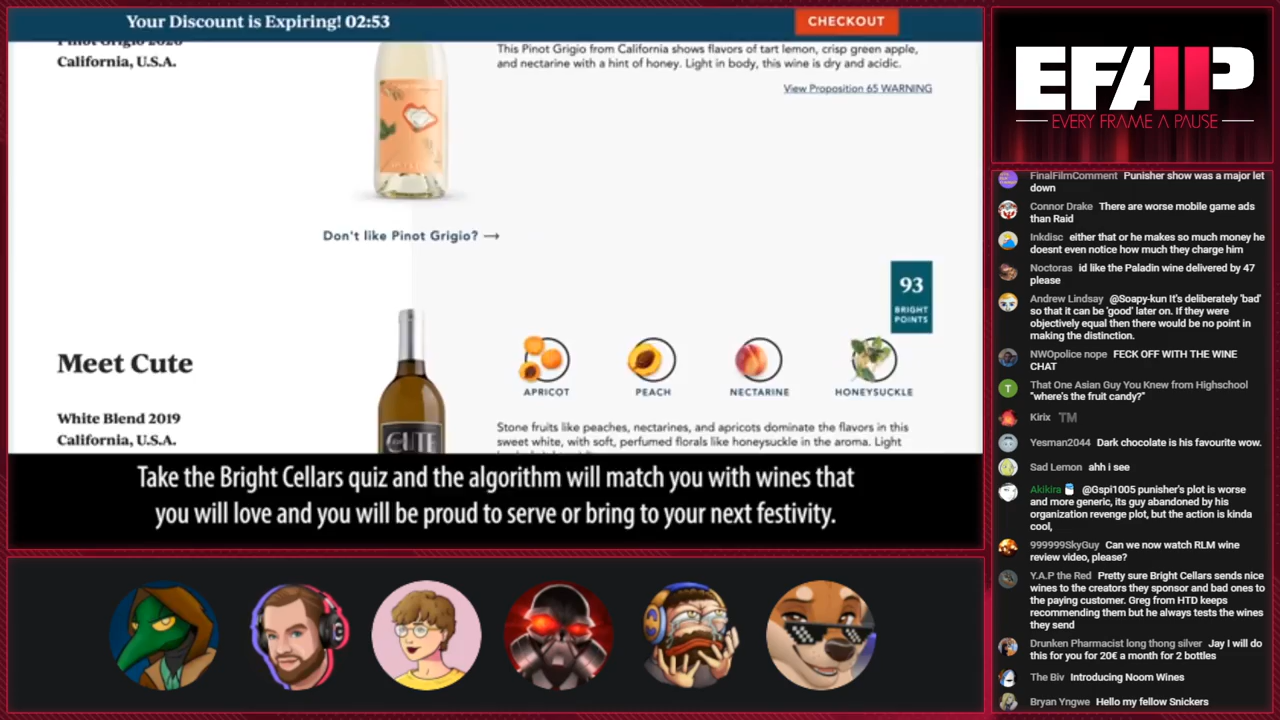 Your Discount is Expiring! 02:53
CHECKOUT
Pinot Grigio 2020
California, U.S.A.
This Pinot Grigio from California shows flavors of tart lemon, crisp green apple,
and nectarine with a hint of honey. Light in body, this wine is dry and acidic.
View Proposition 65 WARNING
Don't like Pinot Grigio? →
93
BRIGHT
POINTS
Meet Cute
White Blend 2019
California, U.S.A.
CUTE
APRICOT
PEACH
NECTARINE
HONEYSUCKLE
Stone fruits like peaches, nectarines, and apricots dominate the flavors in this
sweet white, with soft, perfumed florals like honeysuckle in the aroma. Light
Take the Bright Cellars quiz and the algorithm will match you with wines that
you will love and you will be proud to serve or bring to your next festivity.
EFAP
EVERY FRAME A PAUSE
FinalFilmComment Punisher show was a major let
down
Connor Drake There are worse mobile game ads
than Raid
Inkdisc either that or he makes so much money he
doesnt even notice how much they charge him
Noctoras id like the Paladin wine delivered by 47
please
Andrew Lindsay @Soapy-kun It's deliberately 'bad'
so that it can be 'good' later on. If they were
objectively equal then there would be no point in
making the distinction.
NWOpolice nope FECK OFF WITH THE WINE
CHAT
T
That One Asian Guy You Knew from Highschool
"where's the fruit candy?"
Kirix TM
Yesman2044 Dark chocolate is his favourite wow.
Sad Lemon ahh i see
Akikira @Gspi1005 punisher's plot is worse
and more generic, its guy abandoned by his
organization revenge plot, but the action is kinda
cool,
999999SkyGuy Can we now watch RLM wine
review video, please?
Y.A.P the Red Pretty sure Bright Cellars sends nice
wines to the creators they sponsor and bad ones to
the paying customer. Greg from HTD keeps
recommending them but he always tests the wines
they send
Drunken Pharmacist long thong silver Jay I will do
this for you for 20€ a month for 2 bottles
The Biv Introducing Noom Wines
Bryan Yngwe Hello my fellow Snickers